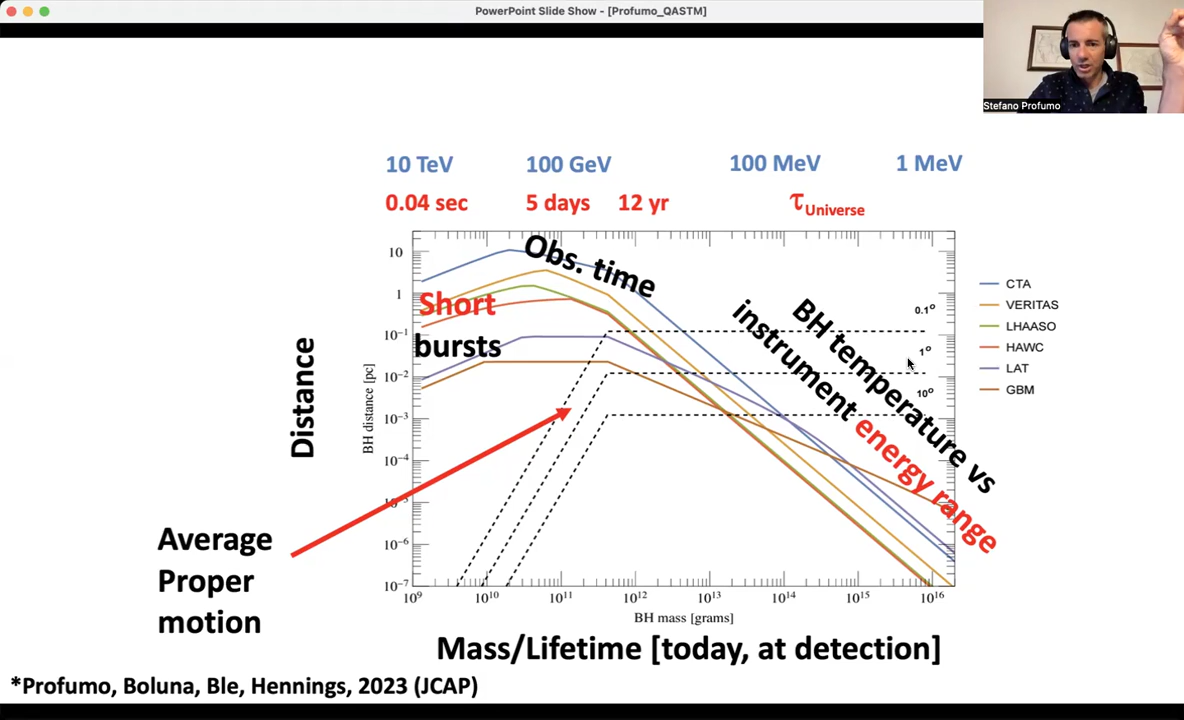 PowerPoint Slide Show - [Profumo_QASTM]
Stefano Profumo
10 TeV 100 GeV 100 MeV 1 MeV
0.04 sec 5 days 12 yr τUniverse
Obs. time
Short
bursts
BH temperature vs
instrument energy range
0.1°
1°
10°
CTA
VERITAS
LHAASO
HAWC
LAT
GBM
Distance
BH distance [pc]
10
1
10⁻¹
10⁻²
10⁻³
10⁻⁴
10⁻⁵
10⁻⁶
10⁻⁷
10⁹ 10¹⁰ 10¹¹ 10¹² 10¹³ 10¹⁴ 10¹⁵ 10¹⁶
BH mass [grams]
Average
Proper
motion
Mass/Lifetime [today, at detection]
*Profumo, Boluna, Ble, Hennings, 2023 (JCAP)